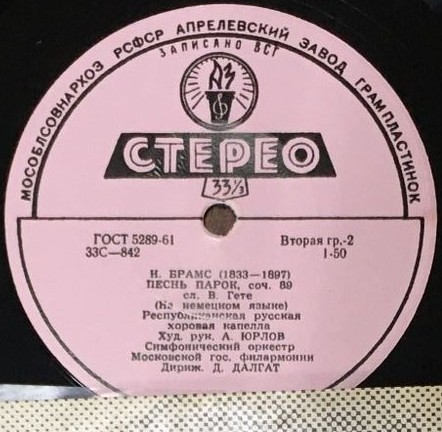 МОСОБЛСОВНАРХОЗ РСФСР АПРЕЛЕВСКИЙ ЗАВОД ГРАМПЛАСТИНОК
ЗАПИСАНО ВСГ
АЗ
СТЕРЕО
33⅓
ГОСТ 5289-61
33С—842
Вторая гр.-2
1-50
И. БРАМС (1833—1897)
ПЕСНЬ ПАРОК, соч. 89
сл. В. Гете
(На немецком языке)
Республиканская русская
хоровая капелла
Худ. рук. А. ЮРЛОВ
Симфонический оркестр
Московской гос. филармонии
Дириж. Д. ДАЛГАТ